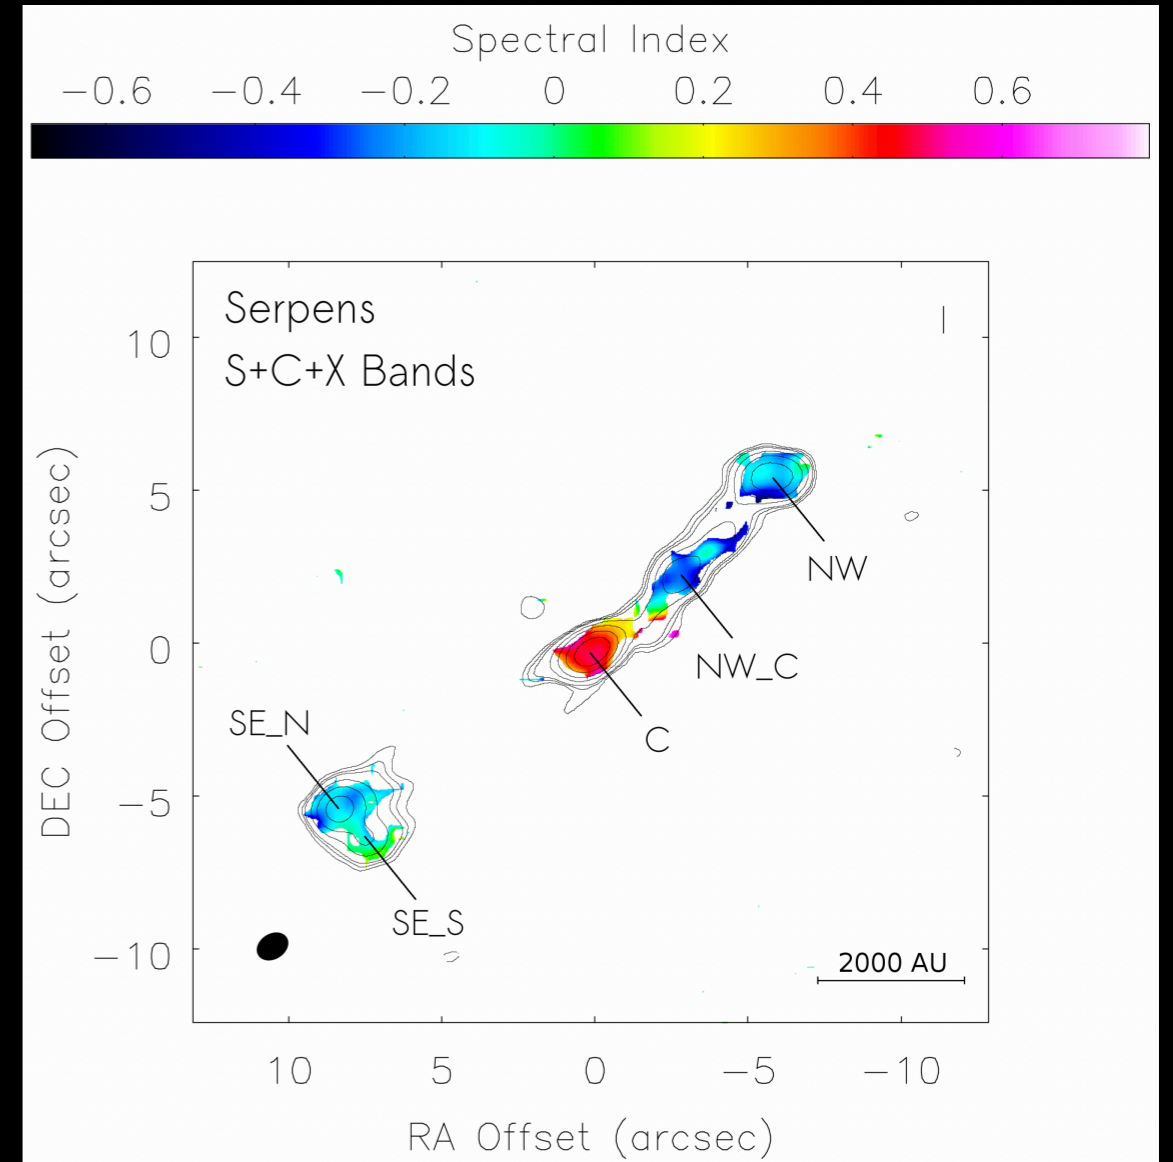 Spectral Index
−0.6 −0.4 −0.2 0 0.2 0.4 0.6
Serpens
S+C+X Bands
10
5
0
−5
−10
DEC Offset (arcsec)
NW
NW_C
C
SE_N
SE_S
2000 AU
10 5 0 −5 −10
RA Offset (arcsec)